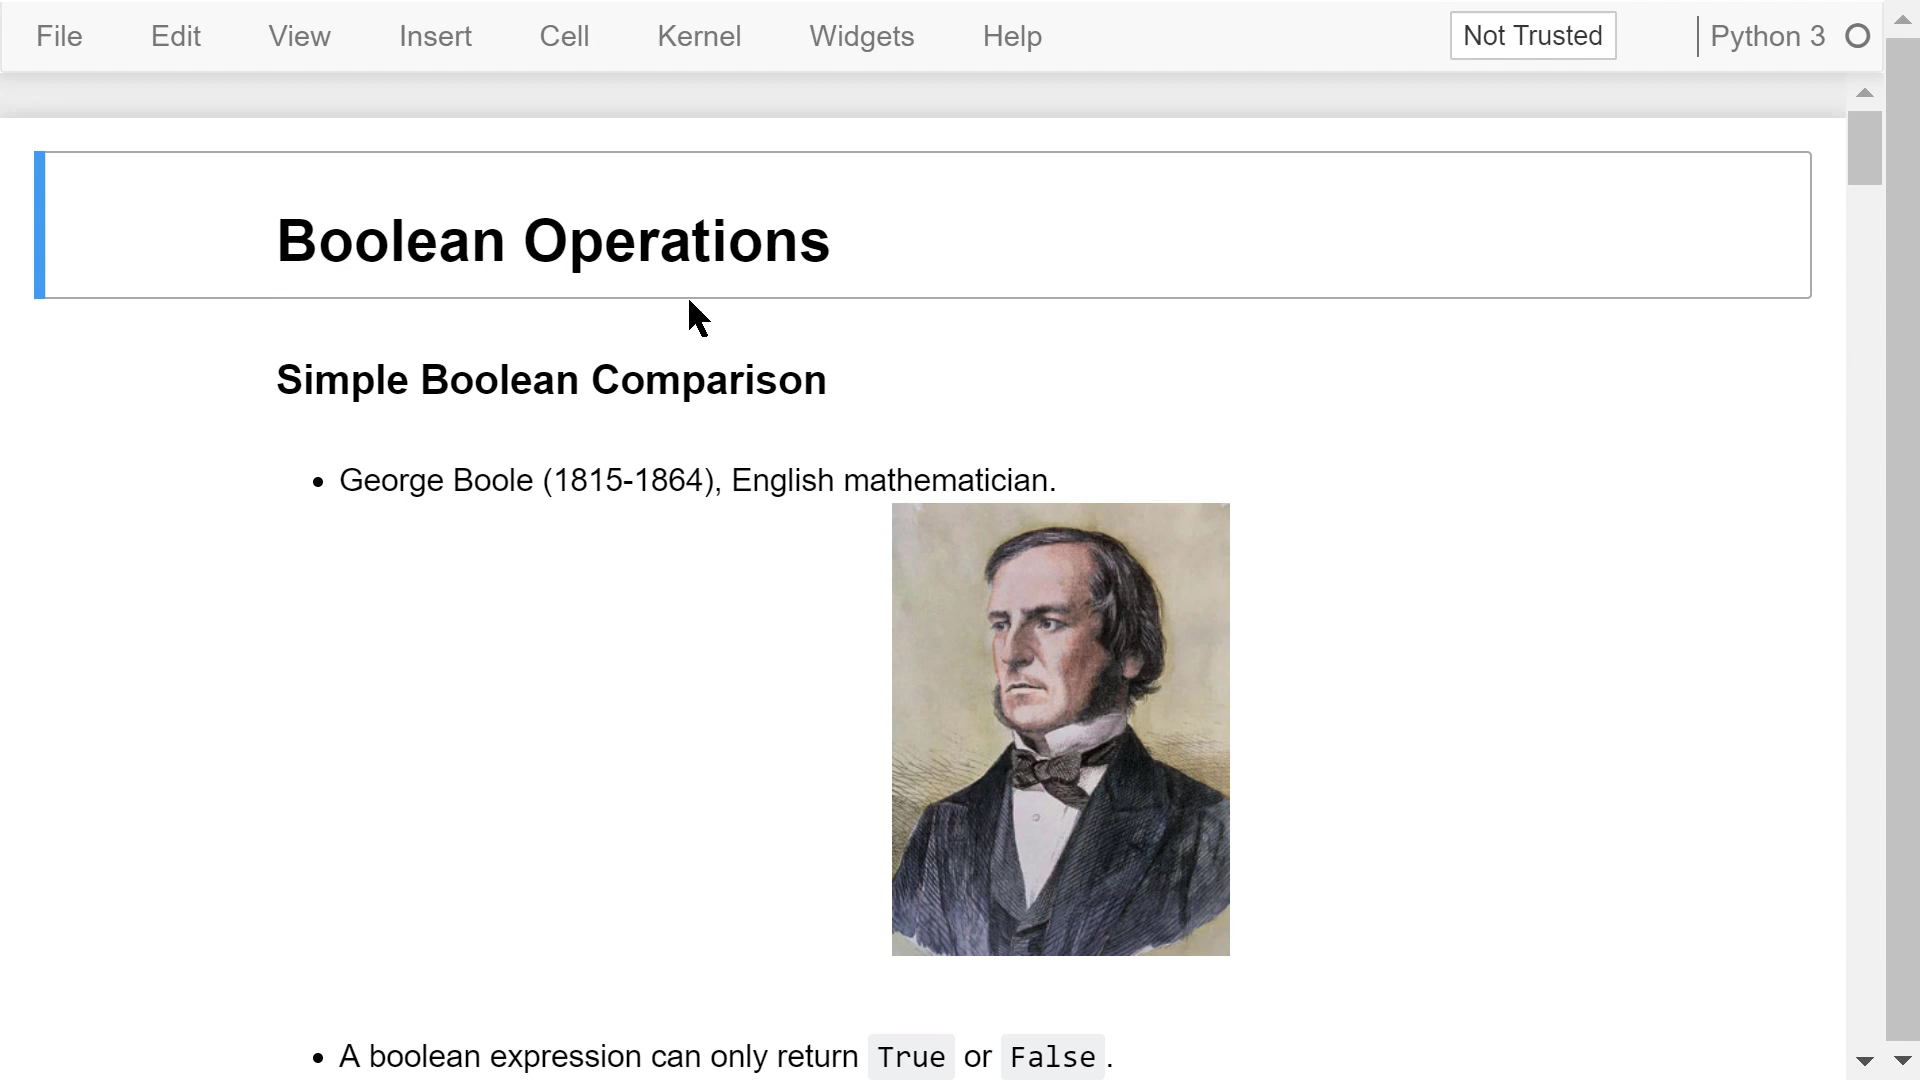 File Edit View Insert Cell Kernel Widgets Help Not Trusted Python 3
Boolean Operations
Simple Boolean Comparison
George Boole (1815-1864), English mathematician.
A boolean expression can only return True or False.